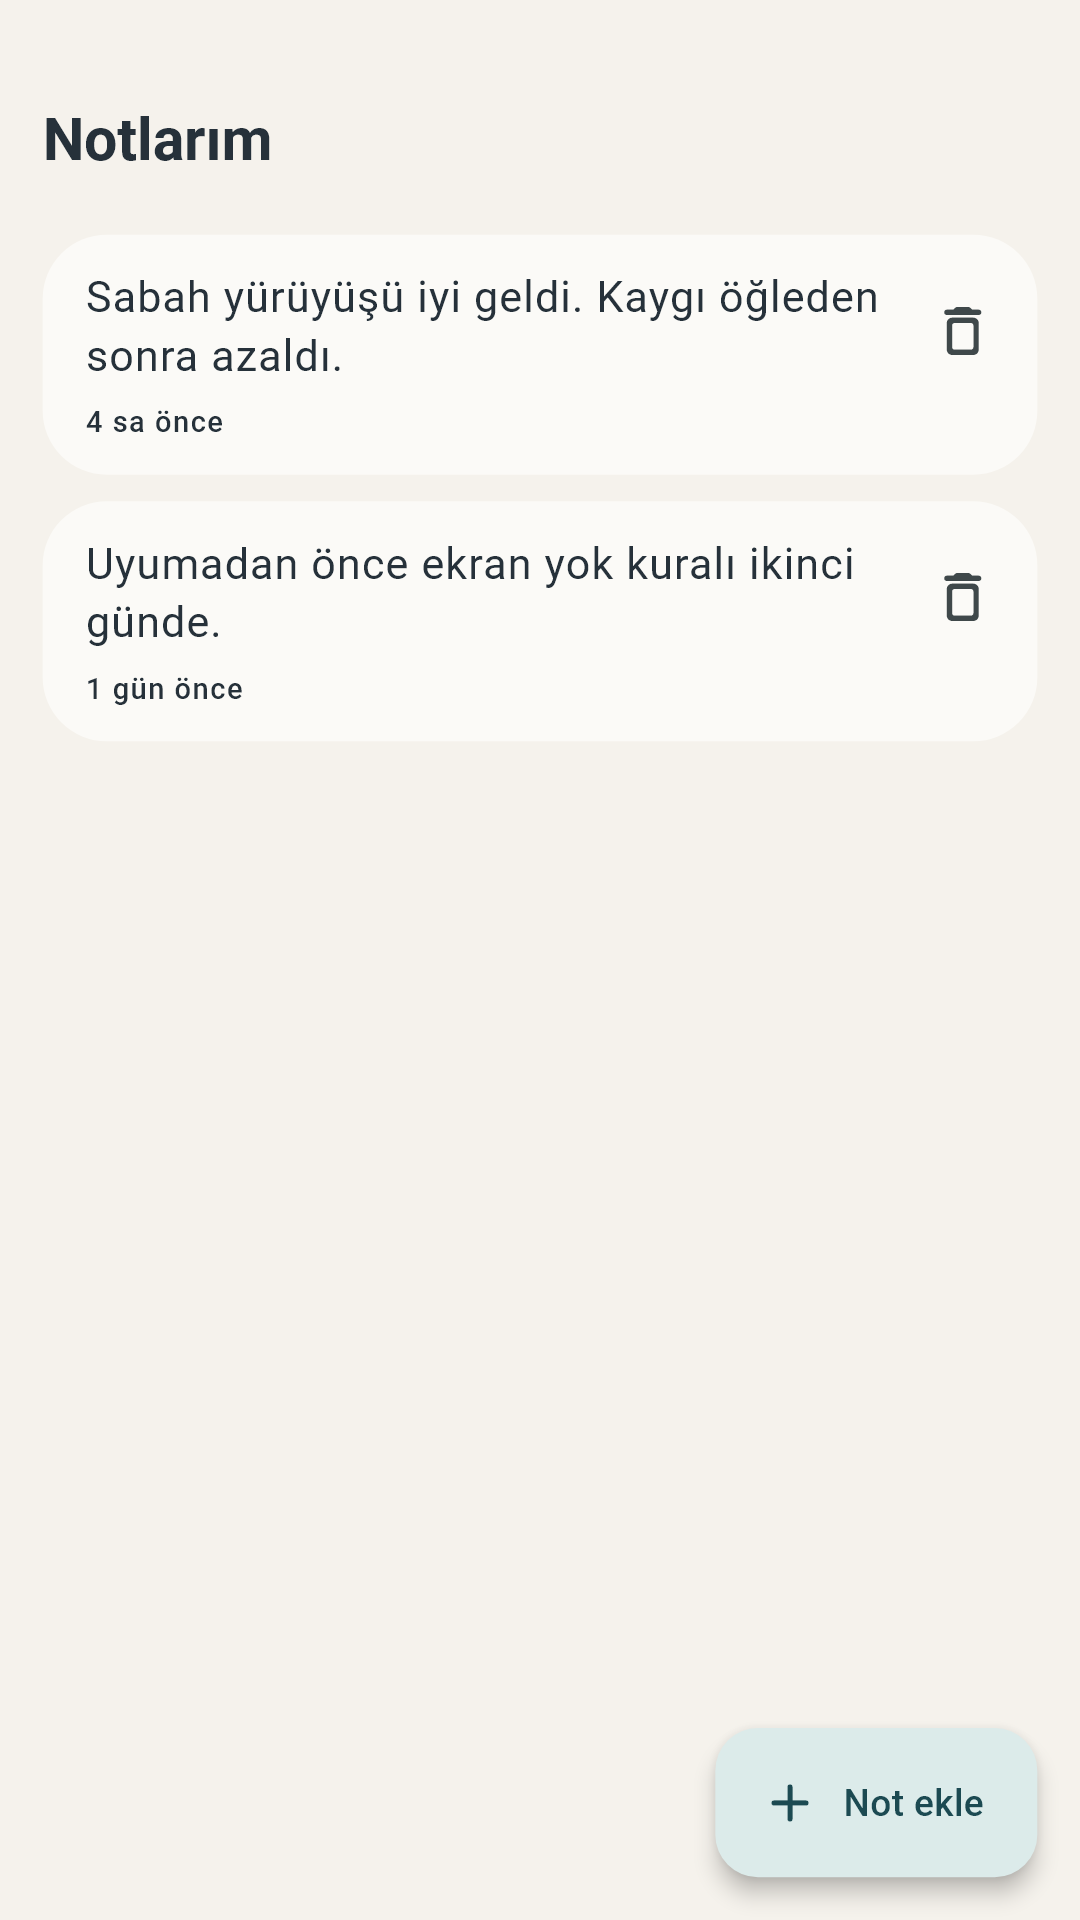 Notlarım
Sabah yürüyüşü iyi geldi. Kaygı öğleden
sonra azaldı.
4 sa önce
Uyumadan önce ekran yok kuralı ikinci
günde.
1 gün önce
Not ekle